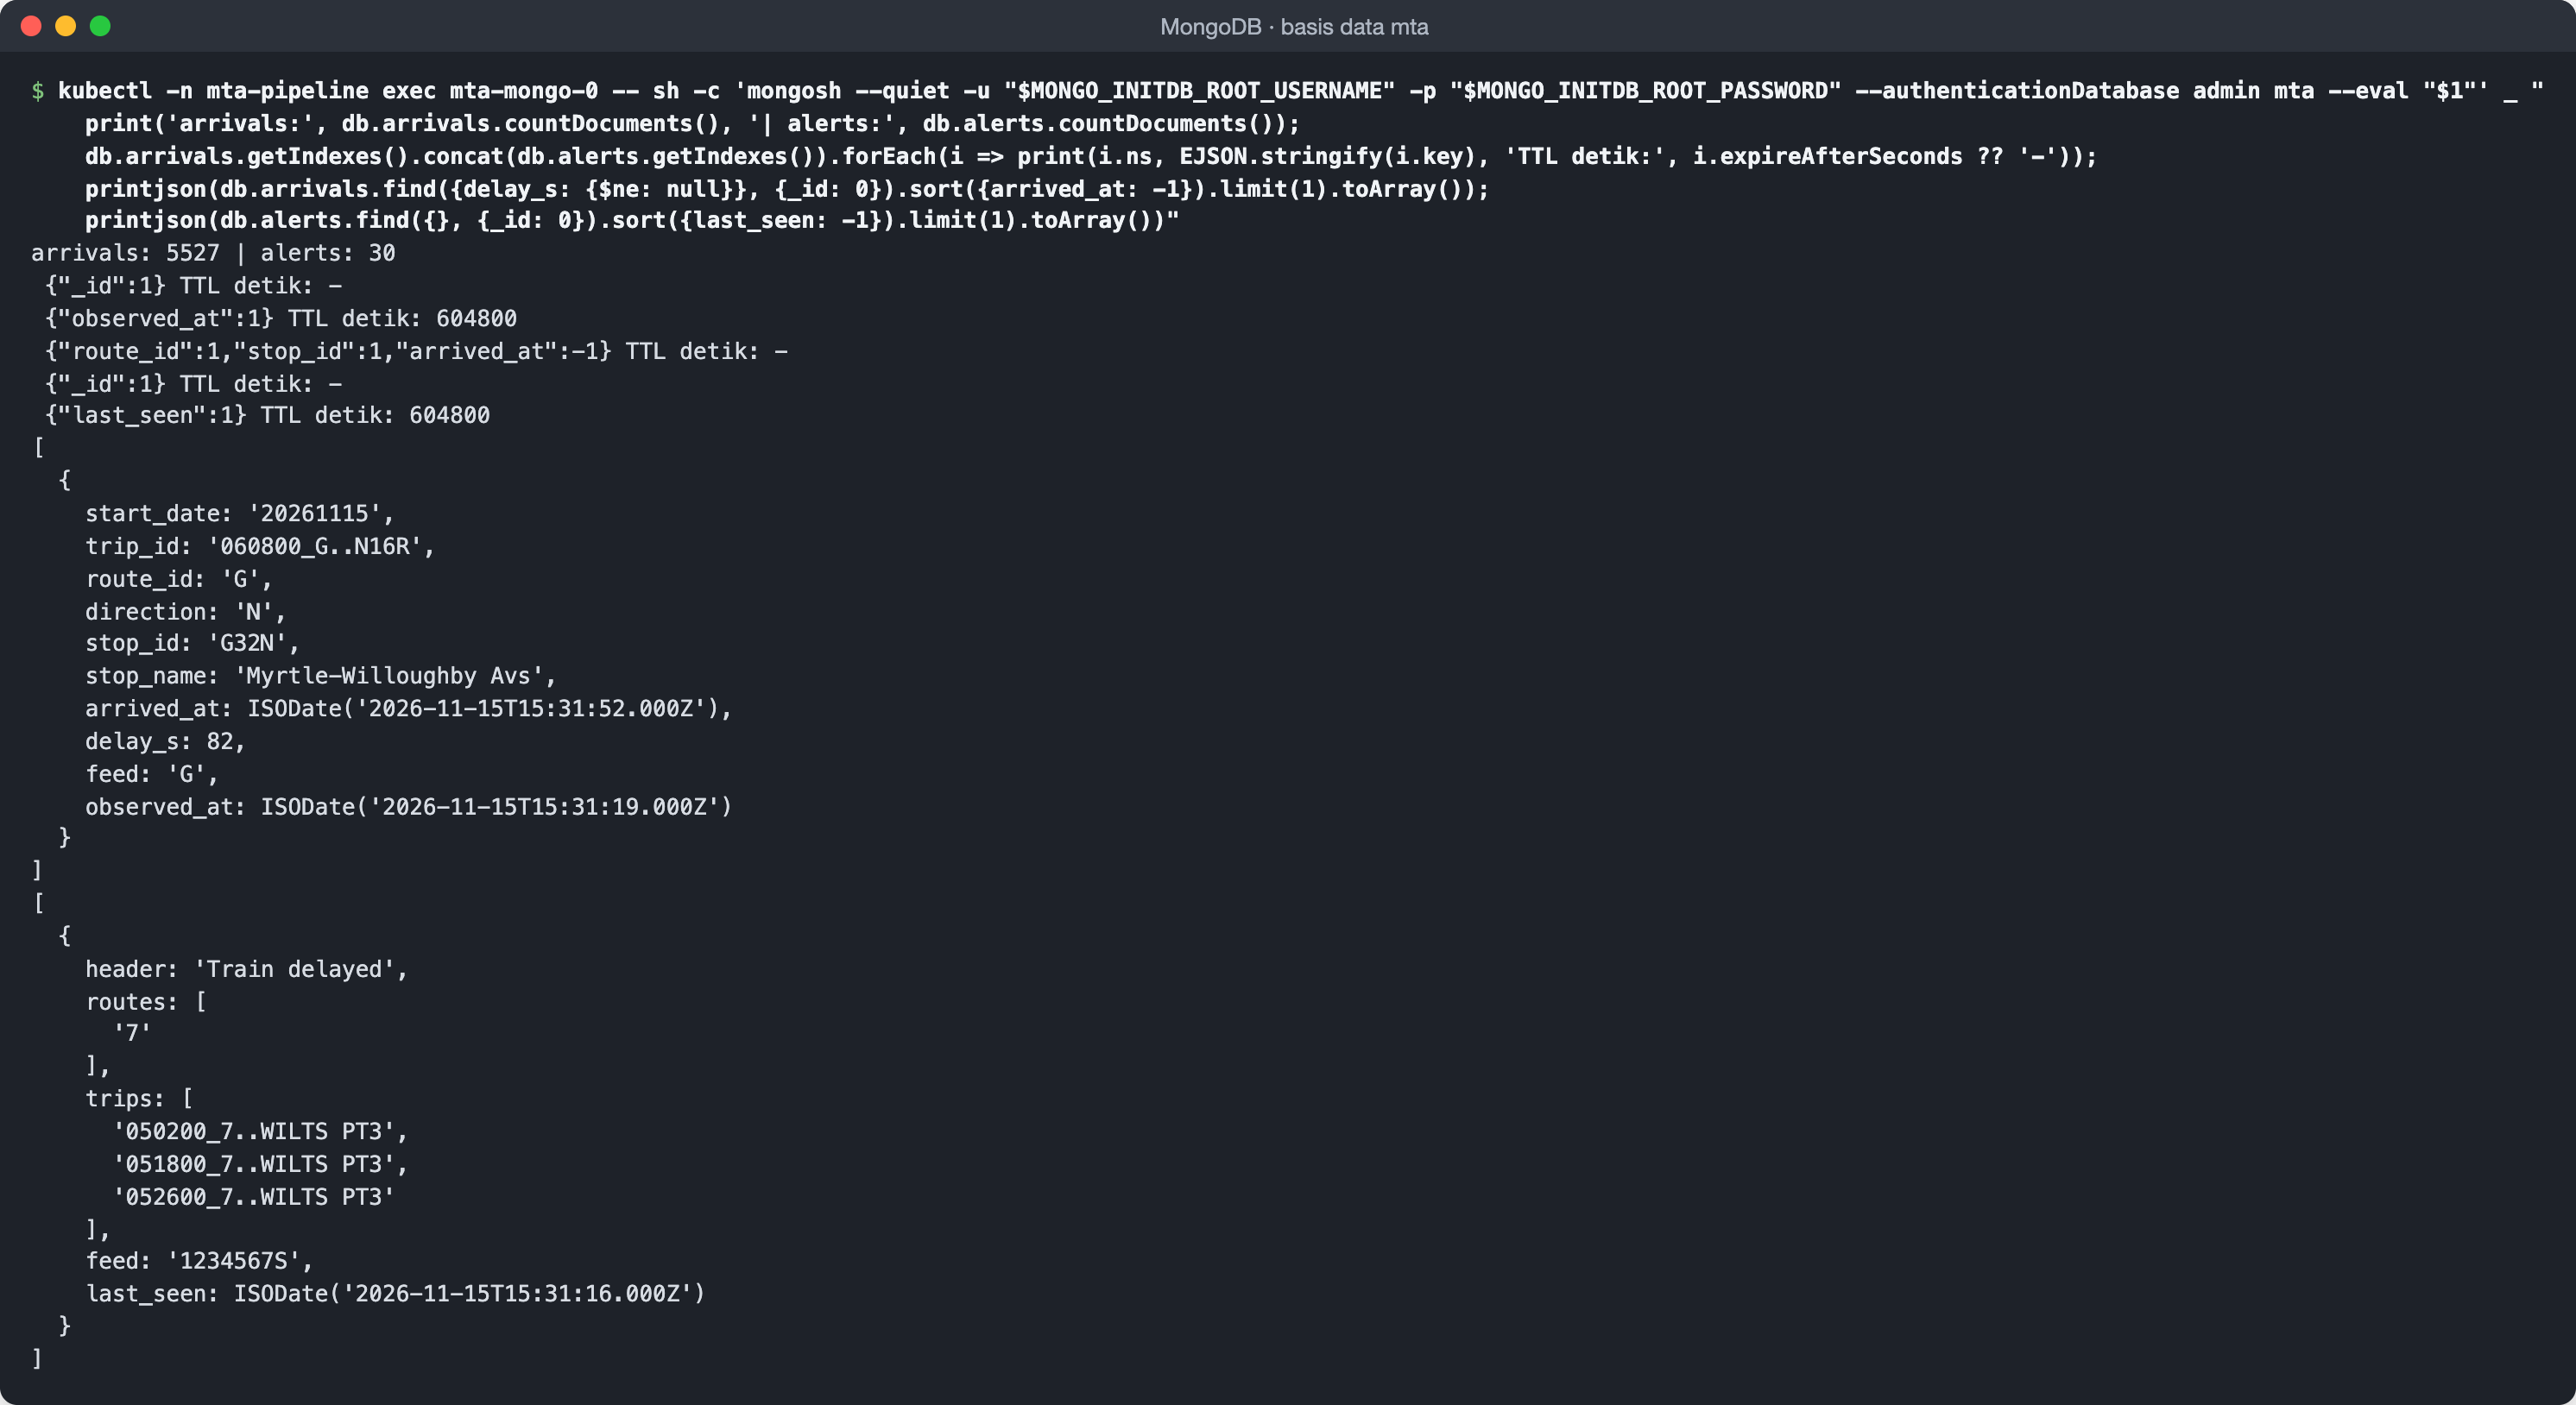 MongoDB · basis data mta
$ kubectl -n mta-pipeline exec mta-mongo-0 -- sh -c 'mongosh --quiet -u "$MONGO_INITDB_ROOT_USERNAME" -p "$MONGO_INITDB_ROOT_PASSWORD" --authenticationDatabase admin mta --eval "$1"' _ "
print('arrivals:', db.arrivals.countDocuments(), '| alerts:', db.alerts.countDocuments());
db.arrivals.getIndexes().concat(db.alerts.getIndexes()).forEach(i => print(i.ns, EJSON.stringify(i.key), 'TTL detik:', i.expireAfterSeconds ?? '-'));
printjson(db.arrivals.find({delay_s: {$ne: null}}, {_id: 0}).sort({arrived_at: -1}).limit(1).toArray());
printjson(db.alerts.find({}, {_id: 0}).sort({last_seen: -1}).limit(1).toArray())"
arrivals: 5527 | alerts: 30
{"_id":1} TTL detik: -
{"observed_at":1} TTL detik: 604800
{"route_id":1,"stop_id":1,"arrived_at":-1} TTL detik: -
{"_id":1} TTL detik: -
{"last_seen":1} TTL detik: 604800
[
{
start_date: '20261115',
trip_id: '060800_G..N16R',
route_id: 'G',
direction: 'N',
stop_id: 'G32N',
stop_name: 'Myrtle-Willoughby Avs',
arrived_at: ISODate('2026-11-15T15:31:52.000Z'),
delay_s: 82,
feed: 'G',
observed_at: ISODate('2026-11-15T15:31:19.000Z')
}
]
[
{
header: 'Train delayed',
routes: [
'7'
],
trips: [
'050200_7..WILTS PT3',
'051800_7..WILTS PT3',
'052600_7..WILTS PT3'
],
feed: '1234567S',
last_seen: ISODate('2026-11-15T15:31:16.000Z')
}
]